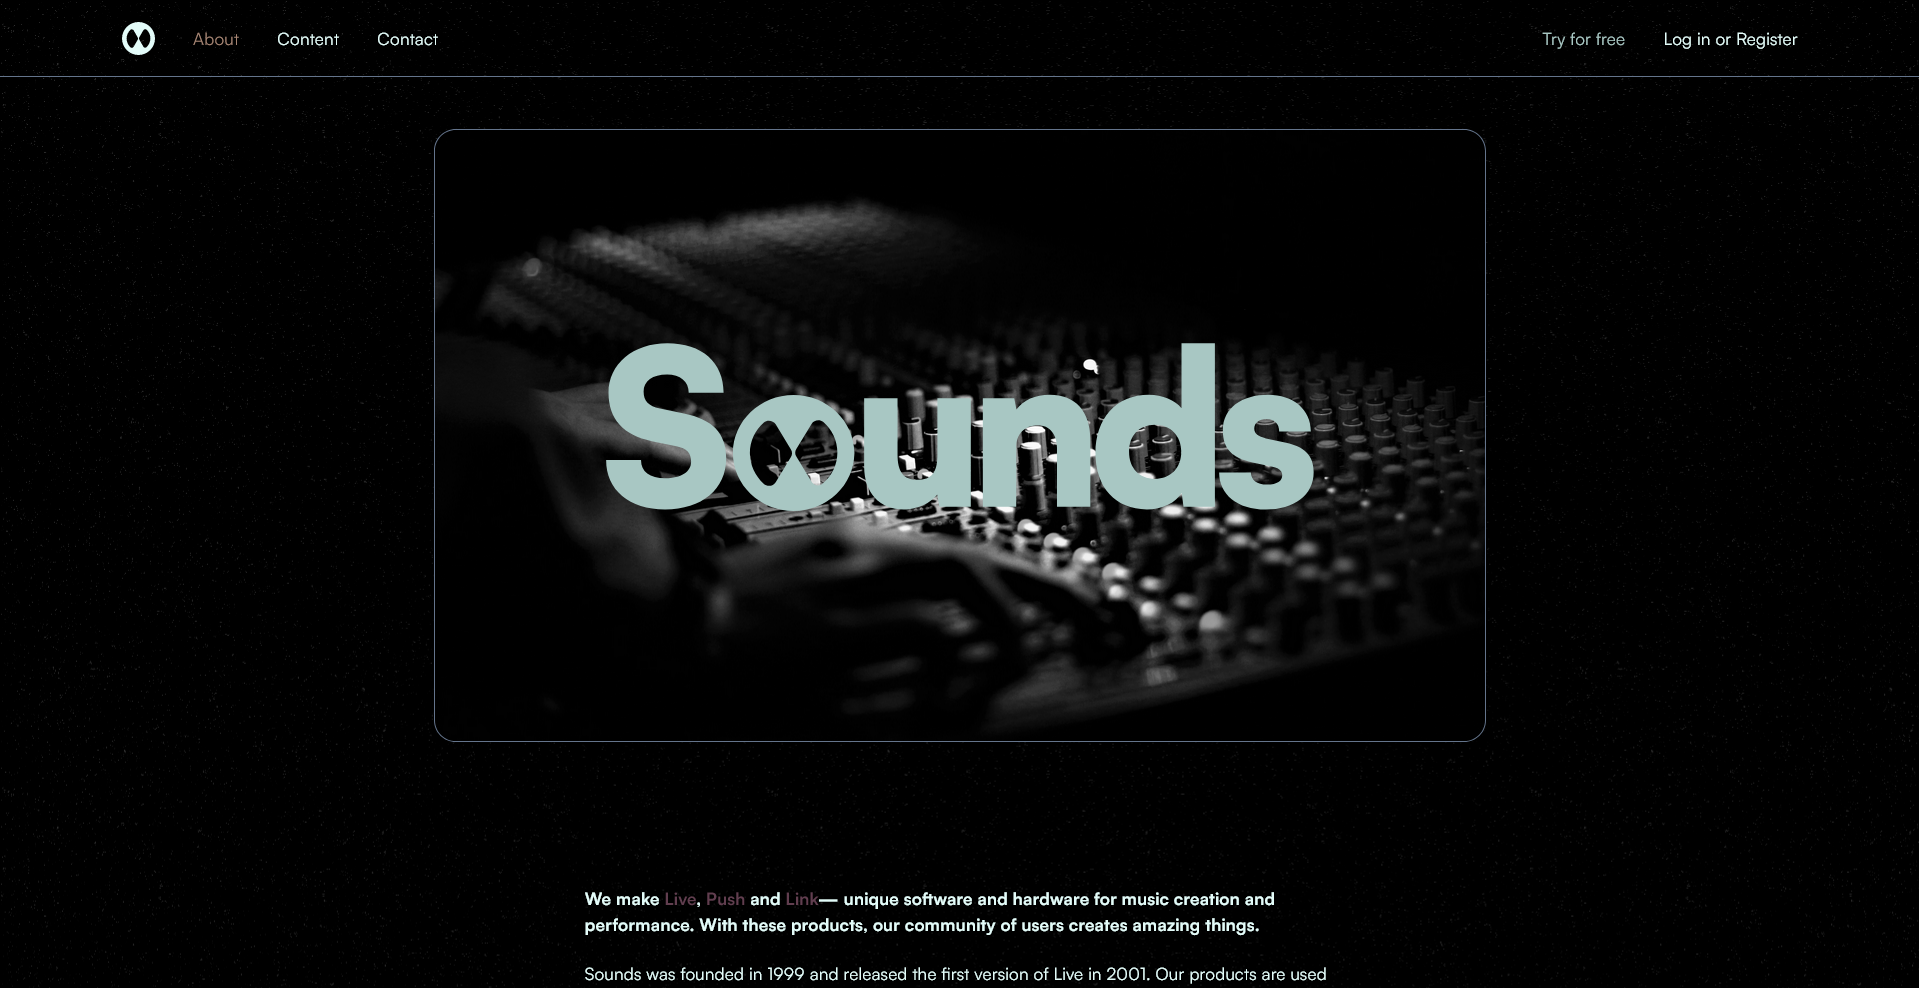 About
Content
Contact
Try for free
Log in or Register
Sounds
We make Live, Push and Link— unique software and hardware for music creation and
performance. With these products, our community of users creates amazing things.
Sounds was founded in 1999 and released the first version of Live in 2001. Our products are used